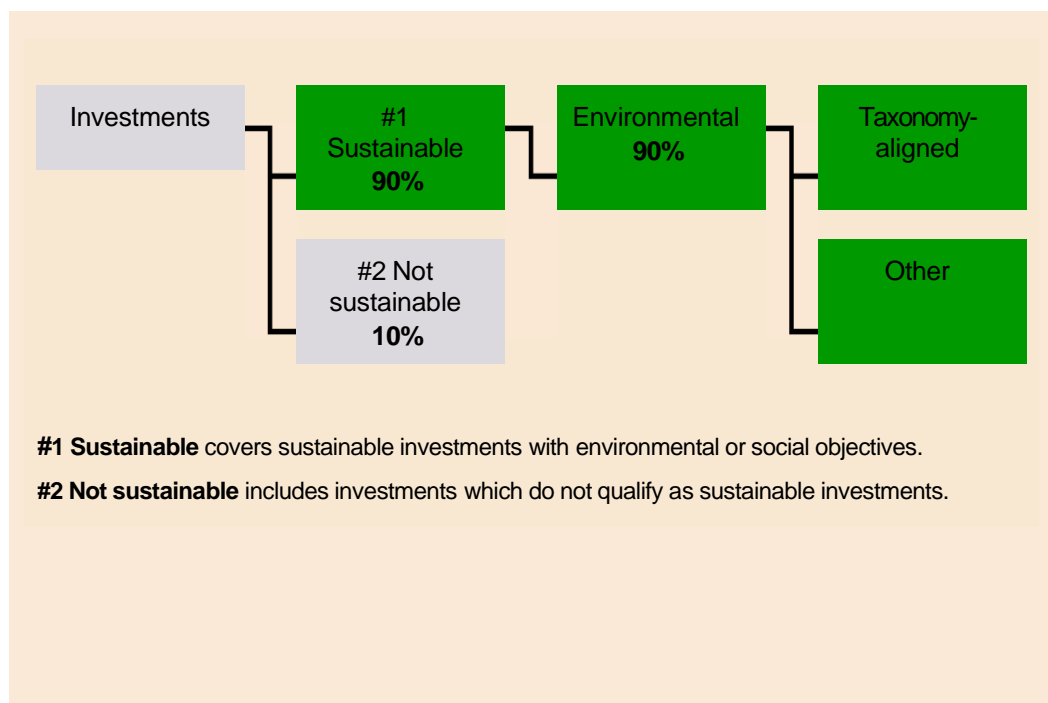 Investments
#1
Sustainable
90%
Environmental
90%
Taxonomy-
aligned
#2 Not
sustainable
10%
Other
#1 Sustainable covers sustainable investments with environmental or social objectives.
#2 Not sustainable includes investments which do not qualify as sustainable investments.